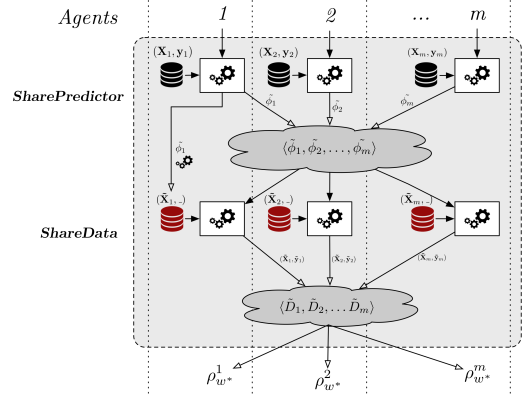 Agents 1 2 ... m
(X₁, y₁) (X₂, y₂) (Xₘ, yₘ)
SharePredictor
ϕ̃₁ ϕ̃₂ ϕ̃ₘ
⟨ϕ̃₁, ϕ̃₂, . . . , ϕ̃ₘ⟩
ϕ̃₁
(X̃₁, _) (X̃₂, _) (X̃ₘ, _)
ShareData
(X̃₁, ỹ₁) (X̃₂, ỹ₂) (X̃ₘ, ỹₘ)
⟨D̃₁, D̃₂, . . . D̃ₘ⟩
ρ¹w* ρ²w* ρᵐw*